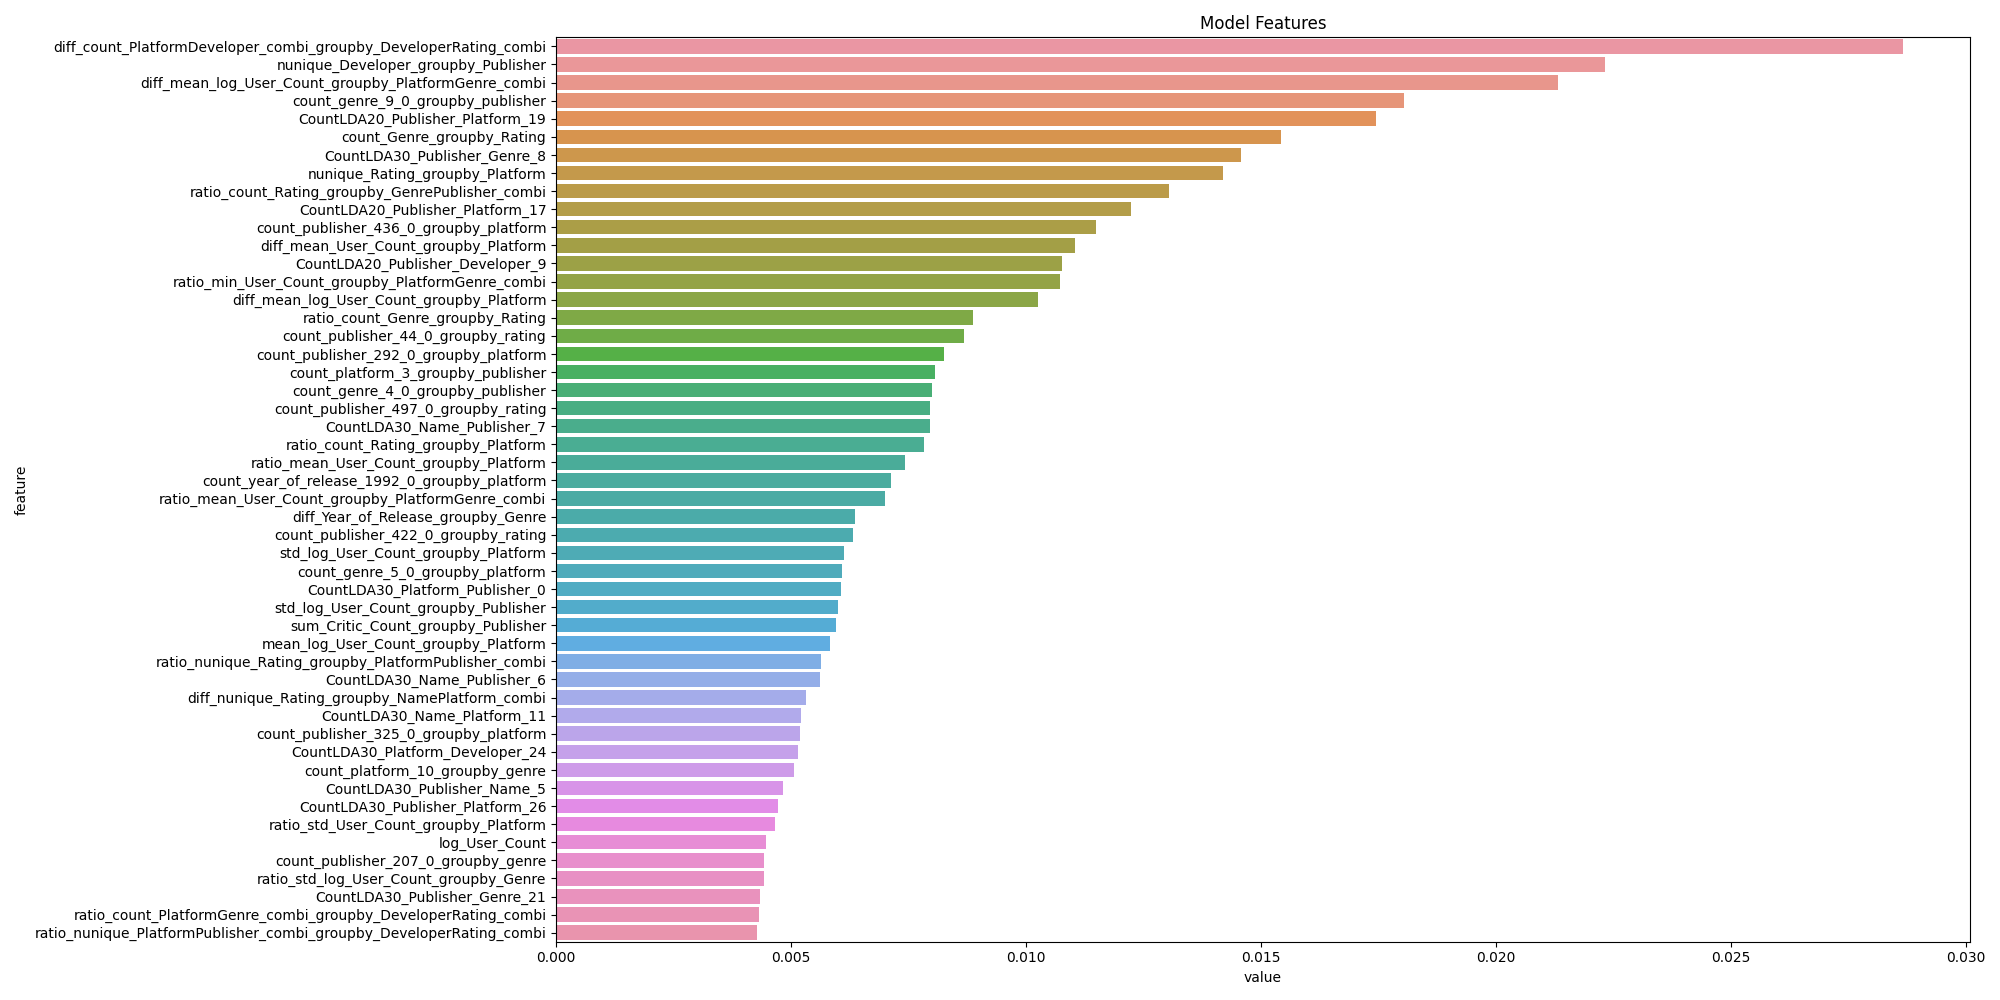 Model Features
diff_count_PlatformDeveloper_combi_groupby_DeveloperRating_combi
nunique_Developer_groupby_Publisher
diff_mean_log_User_Count_groupby_PlatformGenre_combi
count_genre_9_0_groupby_publisher
CountLDA20_Publisher_Platform_19
count_Genre_groupby_Rating
CountLDA30_Publisher_Genre_8
nunique_Rating_groupby_Platform
ratio_count_Rating_groupby_GenrePublisher_combi
CountLDA20_Publisher_Platform_17
count_publisher_436_0_groupby_platform
diff_mean_User_Count_groupby_Platform
CountLDA20_Publisher_Developer_9
ratio_min_User_Count_groupby_PlatformGenre_combi
diff_mean_log_User_Count_groupby_Platform
ratio_count_Genre_groupby_Rating
count_publisher_44_0_groupby_rating
count_publisher_292_0_groupby_platform
count_platform_3_groupby_publisher
count_genre_4_0_groupby_publisher
count_publisher_497_0_groupby_rating
CountLDA30_Name_Publisher_7
ratio_count_Rating_groupby_Platform
ratio_mean_User_Count_groupby_Platform
count_year_of_release_1992_0_groupby_platform
ratio_mean_User_Count_groupby_PlatformGenre_combi
diff_Year_of_Release_groupby_Genre
count_publisher_422_0_groupby_rating
std_log_User_Count_groupby_Platform
count_genre_5_0_groupby_platform
CountLDA30_Platform_Publisher_0
std_log_User_Count_groupby_Publisher
sum_Critic_Count_groupby_Publisher
mean_log_User_Count_groupby_Platform
ratio_nunique_Rating_groupby_PlatformPublisher_combi
CountLDA30_Name_Publisher_6
diff_nunique_Rating_groupby_NamePlatform_combi
CountLDA30_Name_Platform_11
count_publisher_325_0_groupby_platform
CountLDA30_Platform_Developer_24
count_platform_10_groupby_genre
CountLDA30_Publisher_Name_5
CountLDA30_Publisher_Platform_26
ratio_std_User_Count_groupby_Platform
log_User_Count
count_publisher_207_0_groupby_genre
ratio_std_log_User_Count_groupby_Genre
CountLDA30_Publisher_Genre_21
ratio_count_PlatformGenre_combi_groupby_DeveloperRating_combi
ratio_nunique_PlatformPublisher_combi_groupby_DeveloperRating_combi
feature
0.000 0.005 0.010 0.015 0.020 0.025 0.030
value